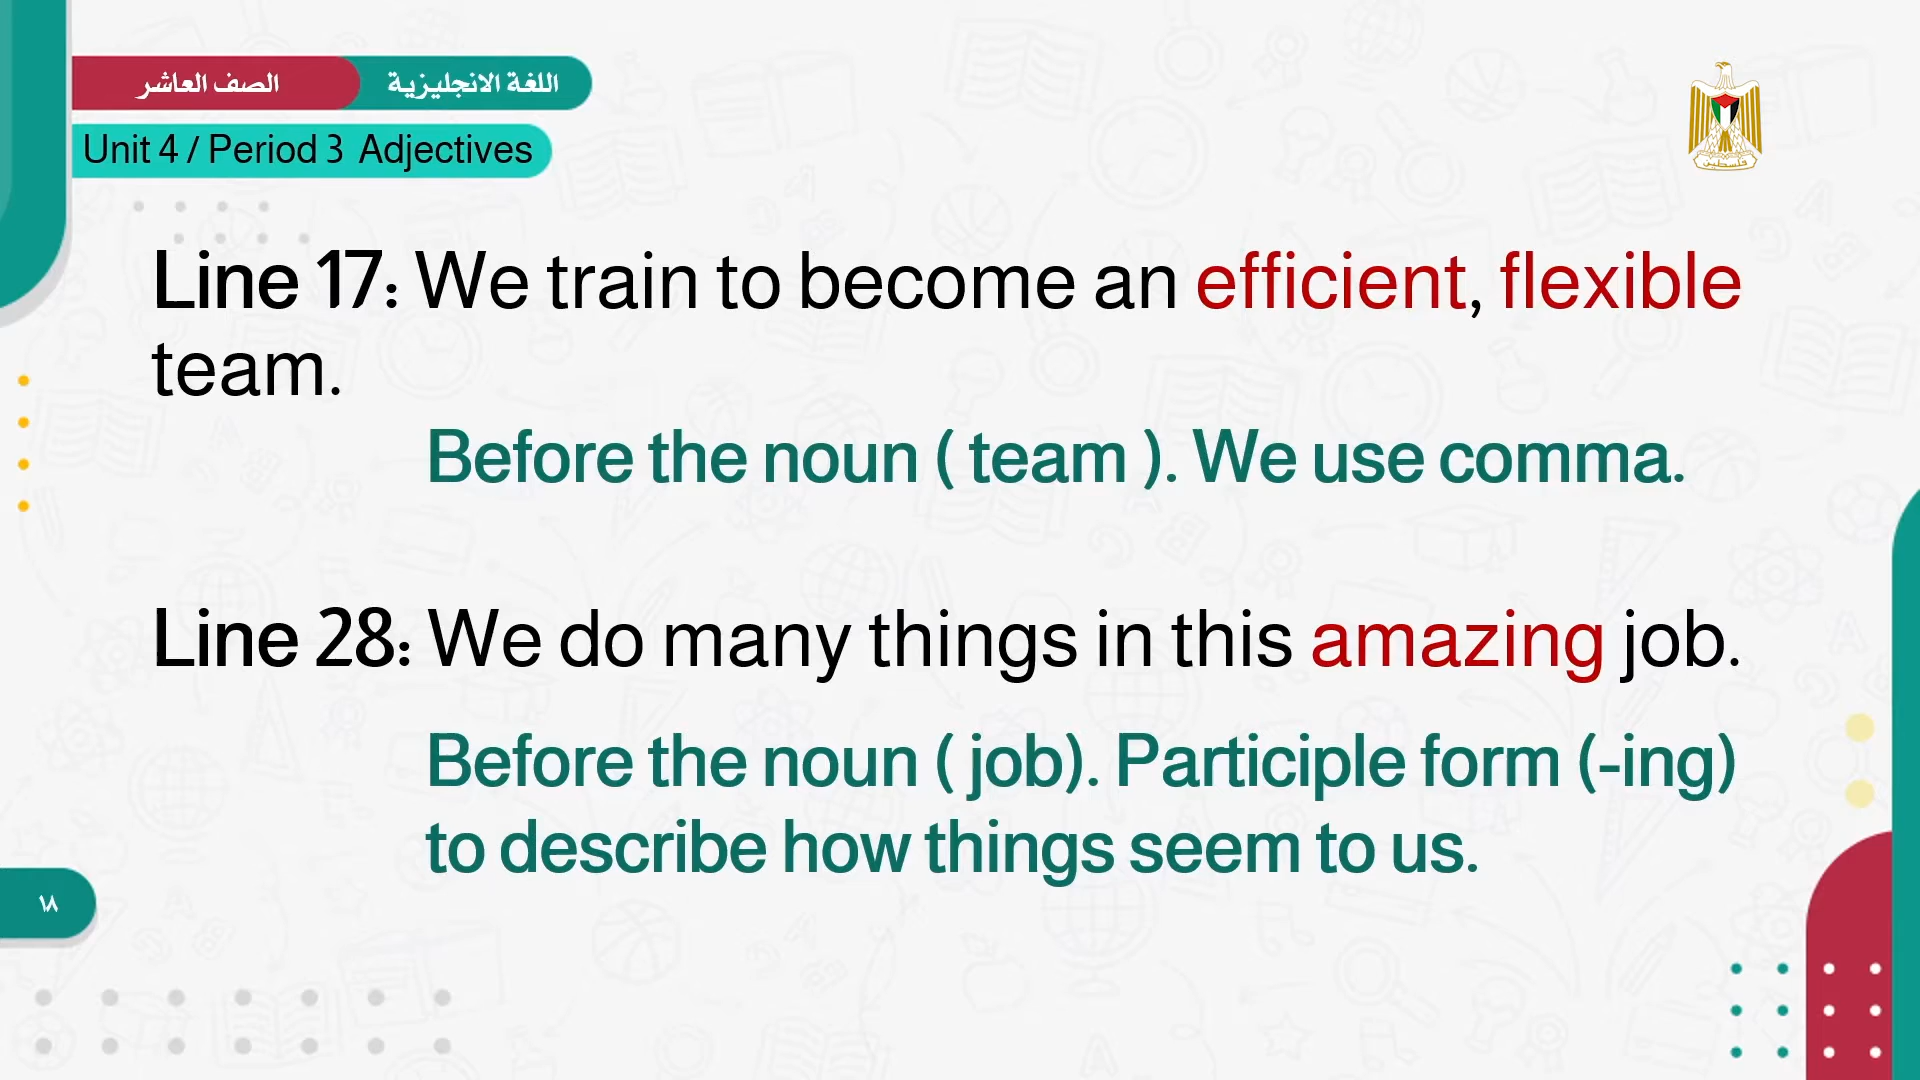 اللغة الانجليزية
الصف العاشر
Unit 4 / Period 3 Adjectives
فلسطين
Line 17: We train to become an efficient, flexible
team.
Before the noun ( team ). We use comma.
Line 28: We do many things in this amazing job.
Before the noun ( job). Participle form (-ing)
to describe how things seem to us.
١٨